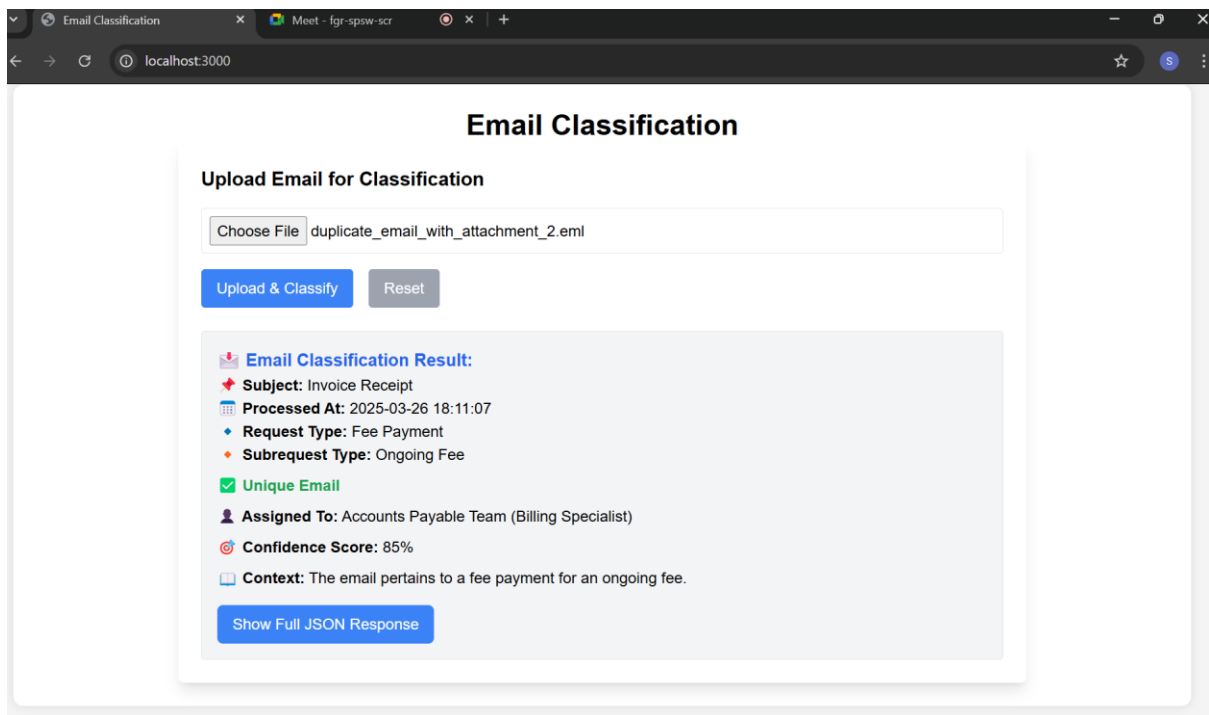 Email Classification
Meet - fgr-spsw-scr
localhost:3000
S
Email Classification
Upload Email for Classification
Choose File duplicate_email_with_attachment_2.eml
Upload & Classify Reset
Email Classification Result:
Subject: Invoice Receipt
Processed At: 2025-03-26 18:11:07
Request Type: Fee Payment
Subrequest Type: Ongoing Fee
Unique Email
Assigned To: Accounts Payable Team (Billing Specialist)
Confidence Score: 85%
Context: The email pertains to a fee payment for an ongoing fee.
Show Full JSON Response